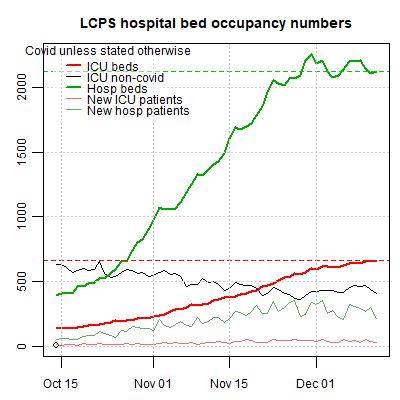 LCPS hospital bed occupancy numbers
Covid unless stated otherwise
ICU beds
ICU non-covid
Hosp beds
New ICU patients
New hosp patients
2000
1500
1000
500
0
Oct 15
Nov 01
Nov 15
Dec 01